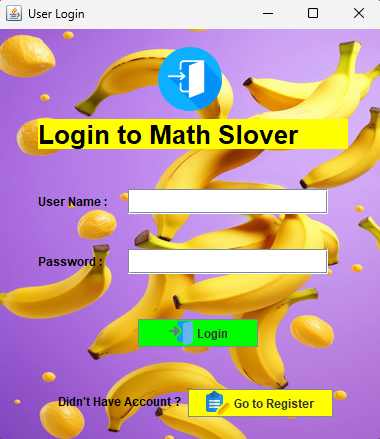 User Login
Login to Math Slover
User Name :
Password :
Login
Didn't Have Account ? Go to Register